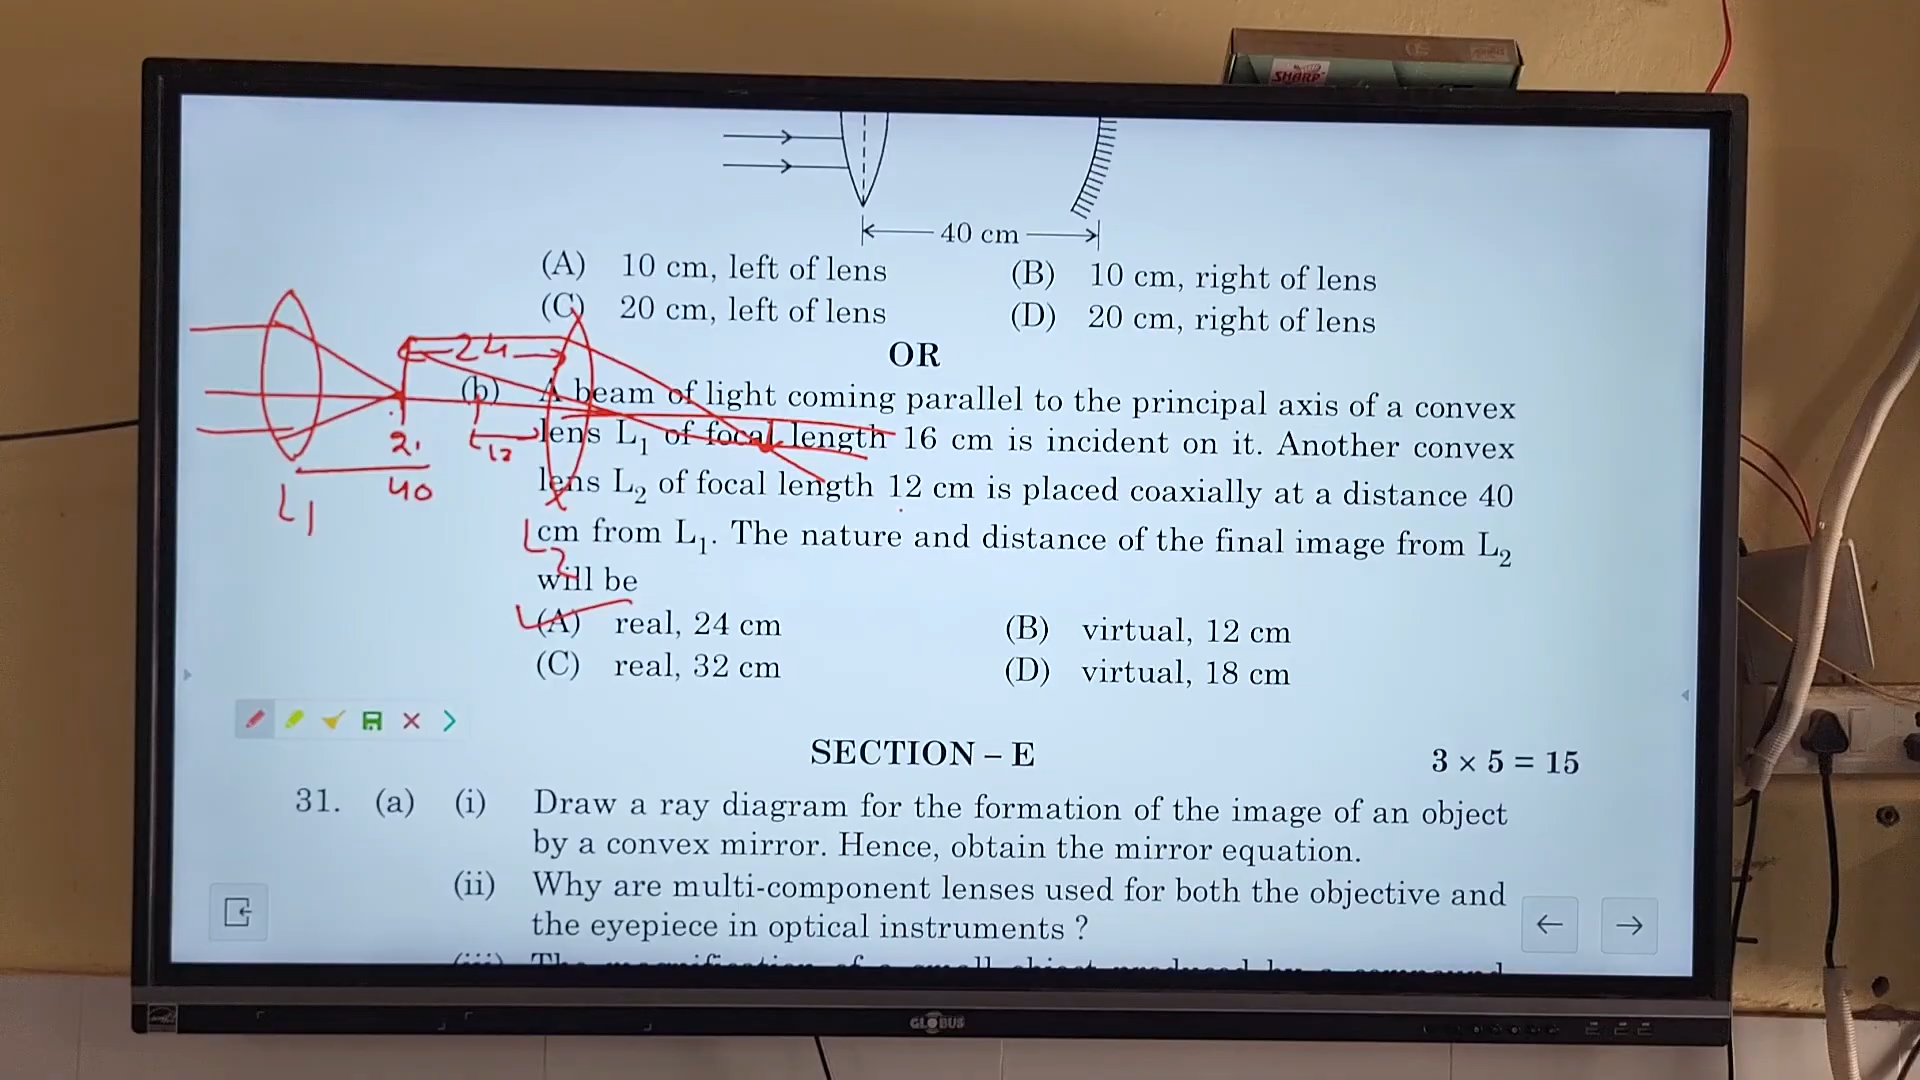 SHARP
40 cm
(A) 10 cm, left of lens (B) 10 cm, right of lens
(C) 20 cm, left of lens (D) 20 cm, right of lens
OR
24
(b) A beam of light coming parallel to the principal axis of a convex
lens L1 of focal length 16 cm is incident on it. Another convex
12
40
lens L2 of focal length 12 cm is placed coaxially at a distance 40
L1
cm from L1. The nature and distance of the final image from L2
L2
will be
(A) real, 24 cm (B) virtual, 12 cm
(C) real, 32 cm (D) virtual, 18 cm
SECTION – E 3 × 5 = 15
31. (a) (i) Draw a ray diagram for the formation of the image of an object
by a convex mirror. Hence, obtain the mirror equation.
(ii) Why are multi-component lenses used for both the objective and
the eyepiece in optical instruments ?
GLOBUS